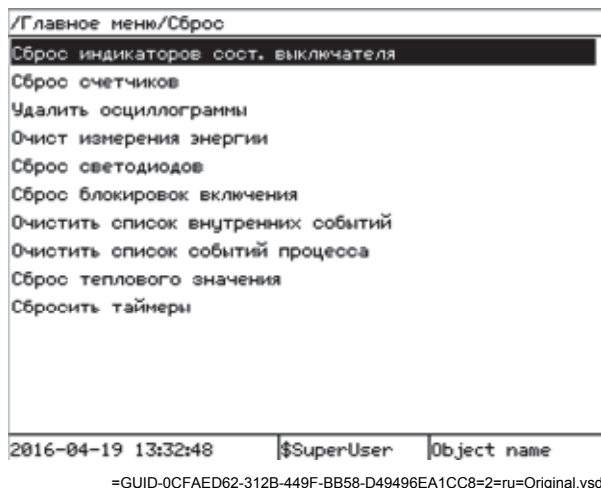 /Главное меню/Сброс
Сброс индикаторов сост. выключателя
Сброс счетчиков
Удалить осциллограммы
Очист измерения энергии
Сброс светодиодов
Сброс блокировок включения
Очистить список внутренних событий
Очистить список событий процесса
Сброс теплового значения
Сбросить таймеры
2016-04-19 13:32:48 $SuperUser Object name
=GUID-0CFAED62-312B-449F-BB58-D49496EA1CC8=2=ru=Original.vsd